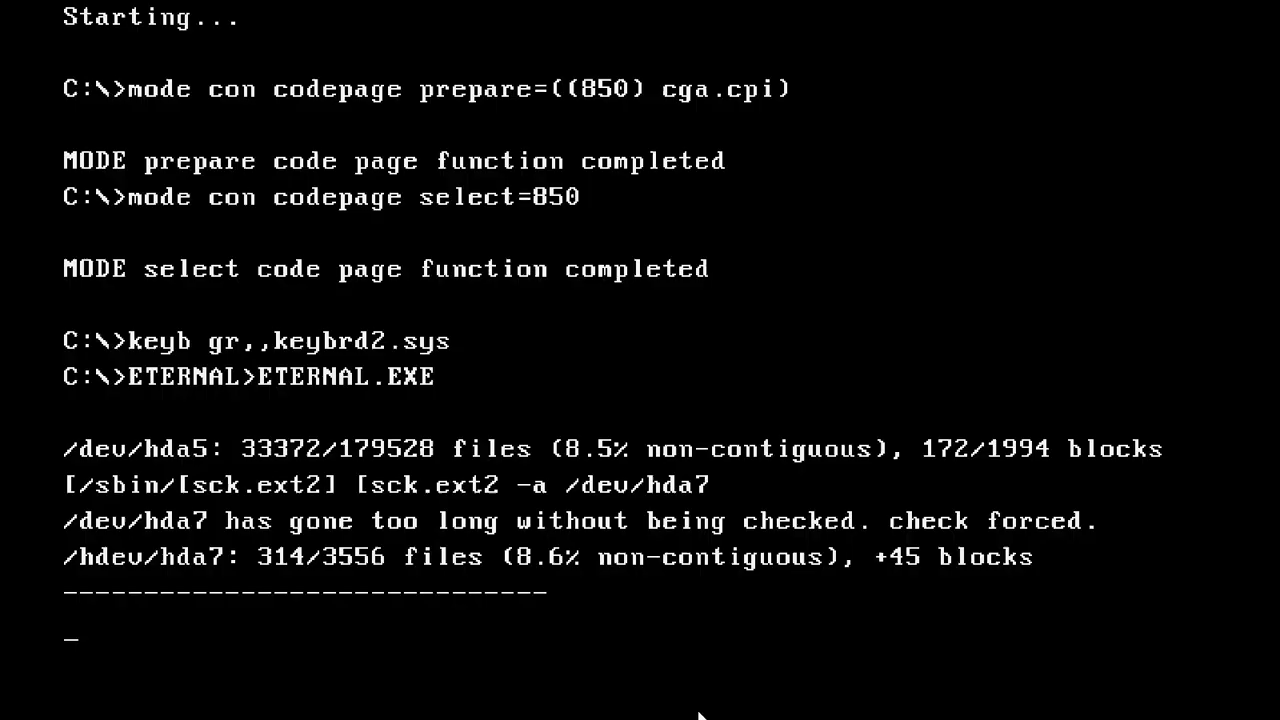 Starting...
C:\>mode con codepage prepare=((850) cga.cpi)
MODE prepare code page function completed
C:\>mode con codepage select=850
MODE select code page function completed
C:\>keyb gr,,keybrd2.sys
C:\>ETERNAL>ETERNAL.EXE
/dev/hda5: 33372/179528 files (8.5% non-contiguous), 172/1994 blocks
[/sbin/[sck.ext2] [sck.ext2 -a /dev/hda7
/dev/hda7 has gone too long without being checked. check forced.
/hdev/hda7: 314/3556 files (8.6% non-contiguous), +45 blocks
------------------------------
_